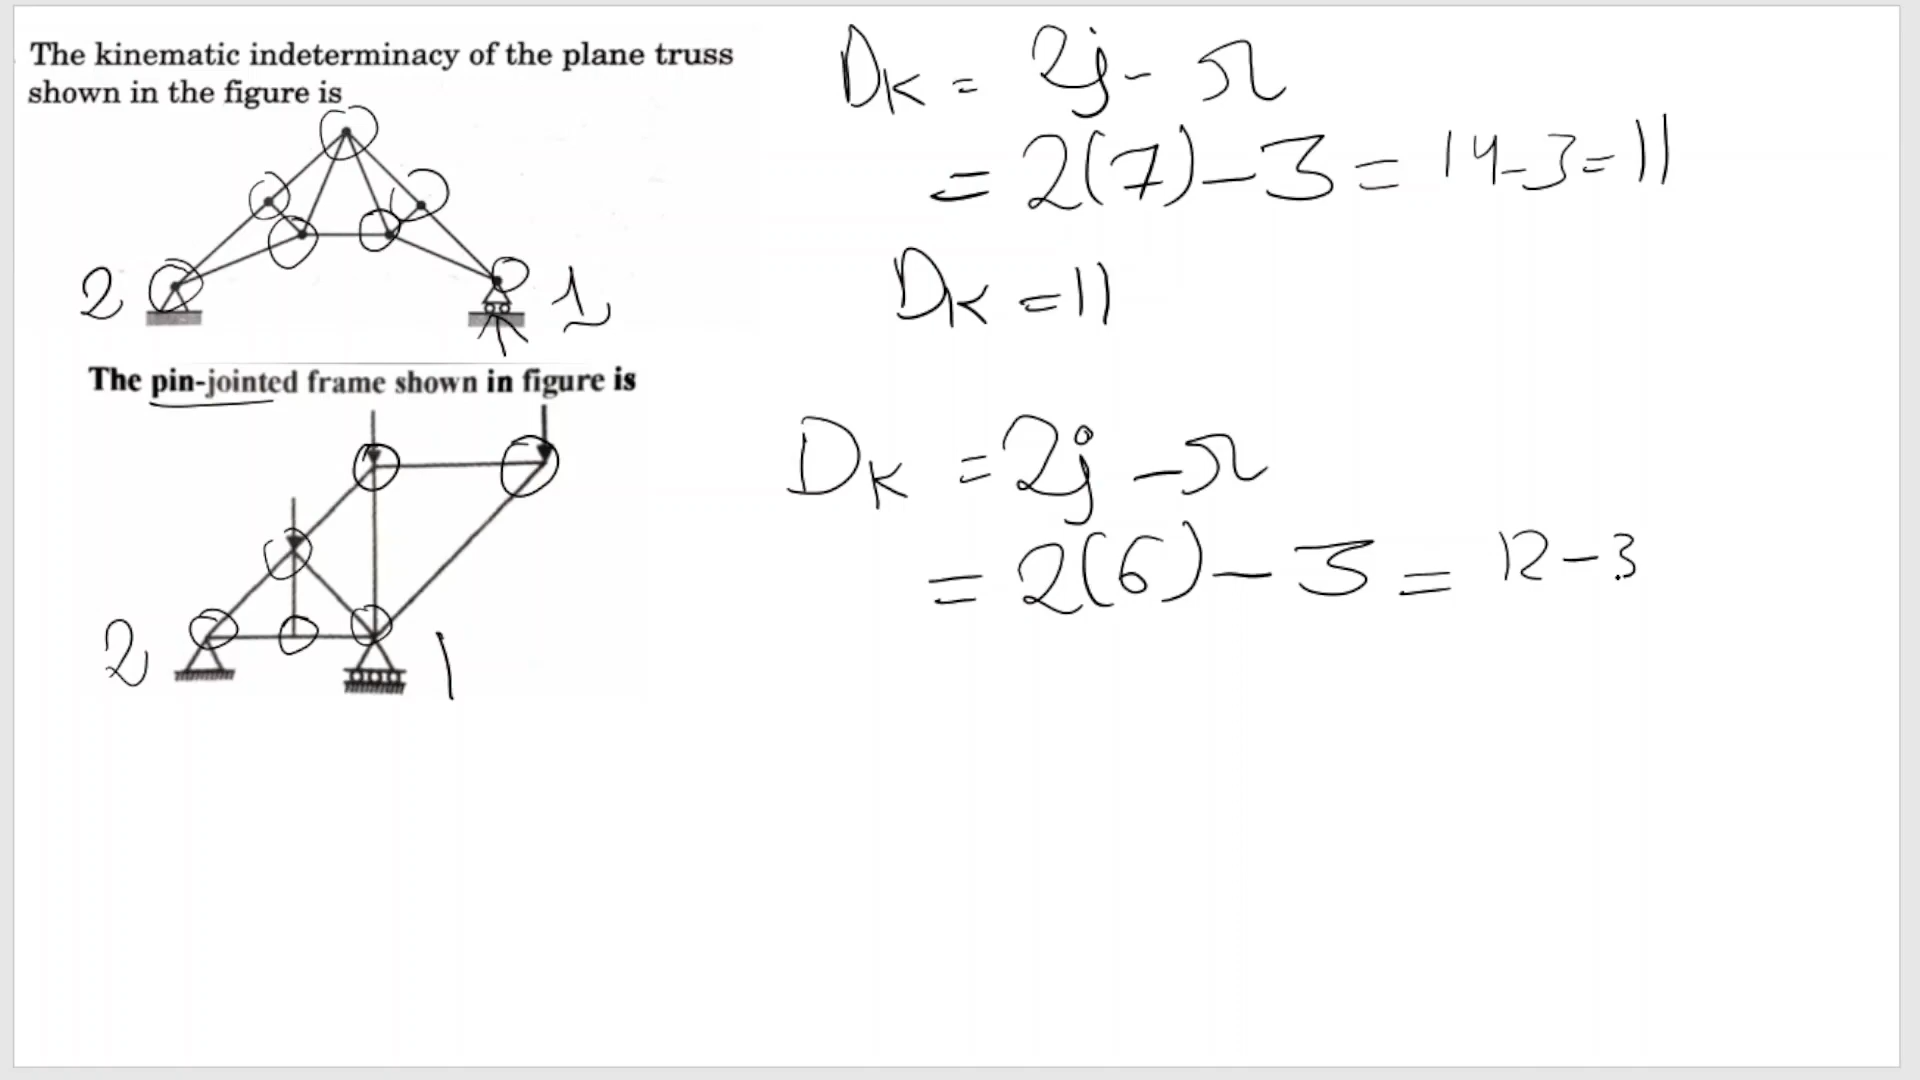 The kinematic indeterminacy of the plane truss
shown in the figure is
2
1
The pin-jointed frame shown in figure is
2
1
DK = 2j - r
= 2(7) - 3 = 14 - 3 = 11
DK = 11
DK = 2j - r
= 2(6) - 3 = 12 - 3